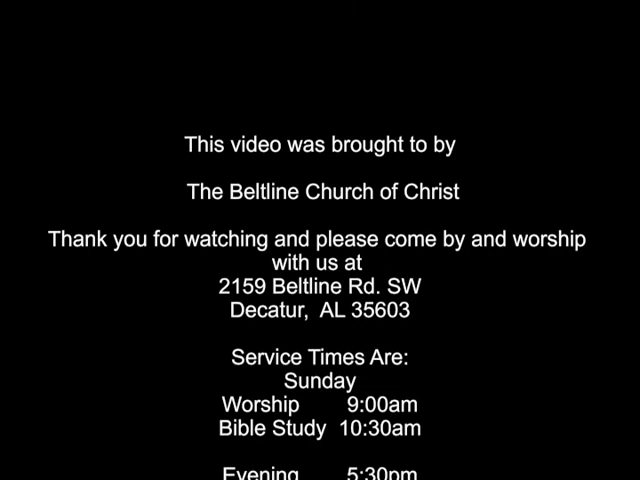 This video was brought to by
The Beltline Church of Christ
Thank you for watching and please come by and worship
with us at
2159 Beltline Rd. SW
Decatur, AL 35603
Service Times Are:
Sunday
Worship 9:00am
Bible Study 10:30am
Evening 5:30pm